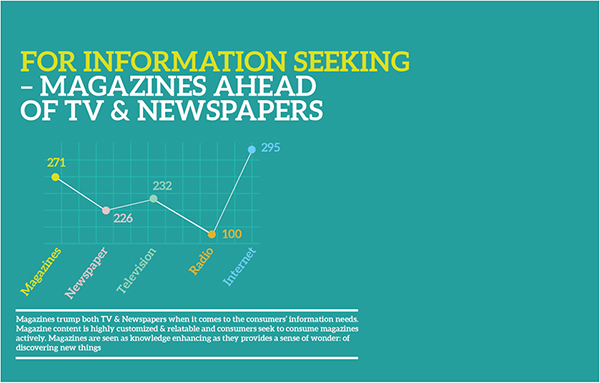 FOR INFORMATION SEEKING
– MAGAZINES AHEAD
OF TV & NEWSPAPERS
295
271
232
226
100
Magazines
Newspaper
Television
Radio
Internet
Magazines trump both TV & Newspapers when it comes to the consumers' information needs.
Magazine content is highly customized & relatable and consumers seek to consume magazines
actively. Magazines are seen as knowledge enhancing as they provides a sense of wonder: of
discovering new things